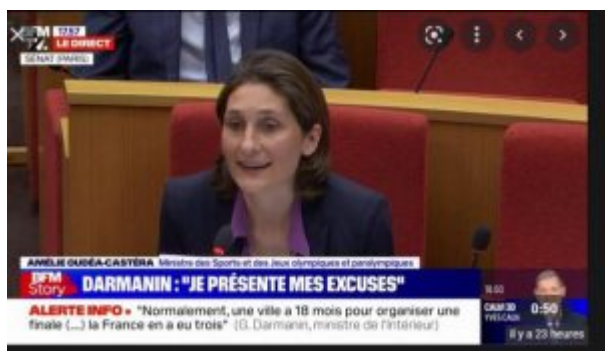 BFM
TV
17:57
LE DIRECT
SÉNAT (PARIS)
AMÉLIE OUDÉA-CASTÉRA Ministre des Sports et des Jeux olympiques et paralympiques
BFM
Story
DARMANIN : "JE PRÉSENTE MES EXCUSES"
ALERTE INFO • "Normalement, une ville a 18 mois pour organiser une
finale (...) la France en a eu trois" (G. Darmanin, ministre de l'Intérieur)
0:50
Il y a 23 heures